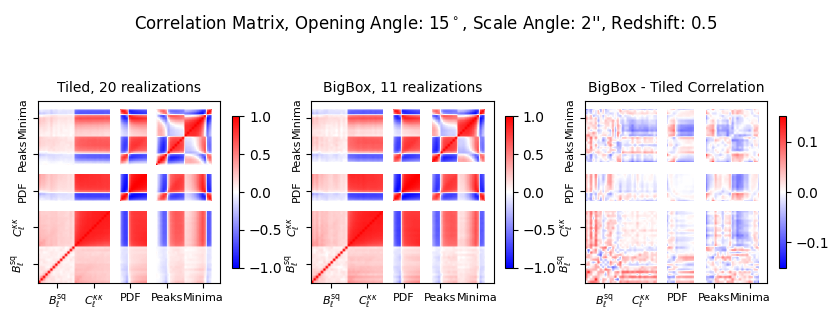 Correlation Matrix, Opening Angle: 15°, Scale Angle: 2'', Redshift: 0.5
Tiled, 20 realizations
BigBox, 11 realizations
BigBox - Tiled Correlation
Minima
Peaks
PDF
C_ℓ^κκ
B_ℓ^sq
B_ℓ^sq C_ℓ^κκ PDF Peaks Minima
1.0
0.5
0.0
−0.5
−1.0
Minima
Peaks
PDF
C_ℓ^κκ
B_ℓ^sq
B_ℓ^sq C_ℓ^κκ PDF Peaks Minima
1.0
0.5
0.0
−0.5
−1.0
Minima
Peaks
PDF
C_ℓ^κκ
B_ℓ^sq
B_ℓ^sq C_ℓ^κκ PDF Peaks Minima
0.1
0.0
−0.1